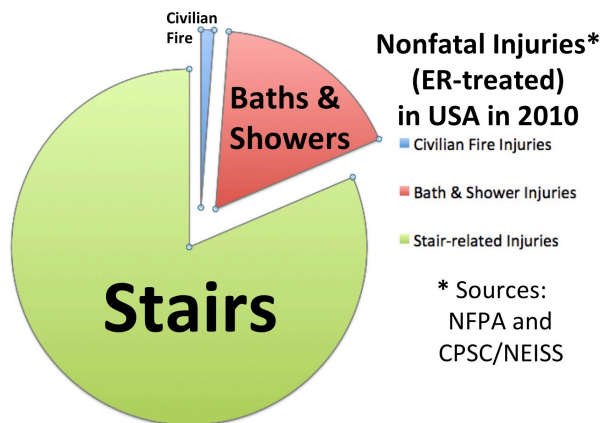 Civilian
Fire
Baths &
Showers
Stairs
Nonfatal Injuries*
(ER-treated)
in USA in 2010
Civilian Fire Injuries
Bath & Shower Injuries
Stair-related Injuries
* Sources:
NFPA and
CPSC/NEISS